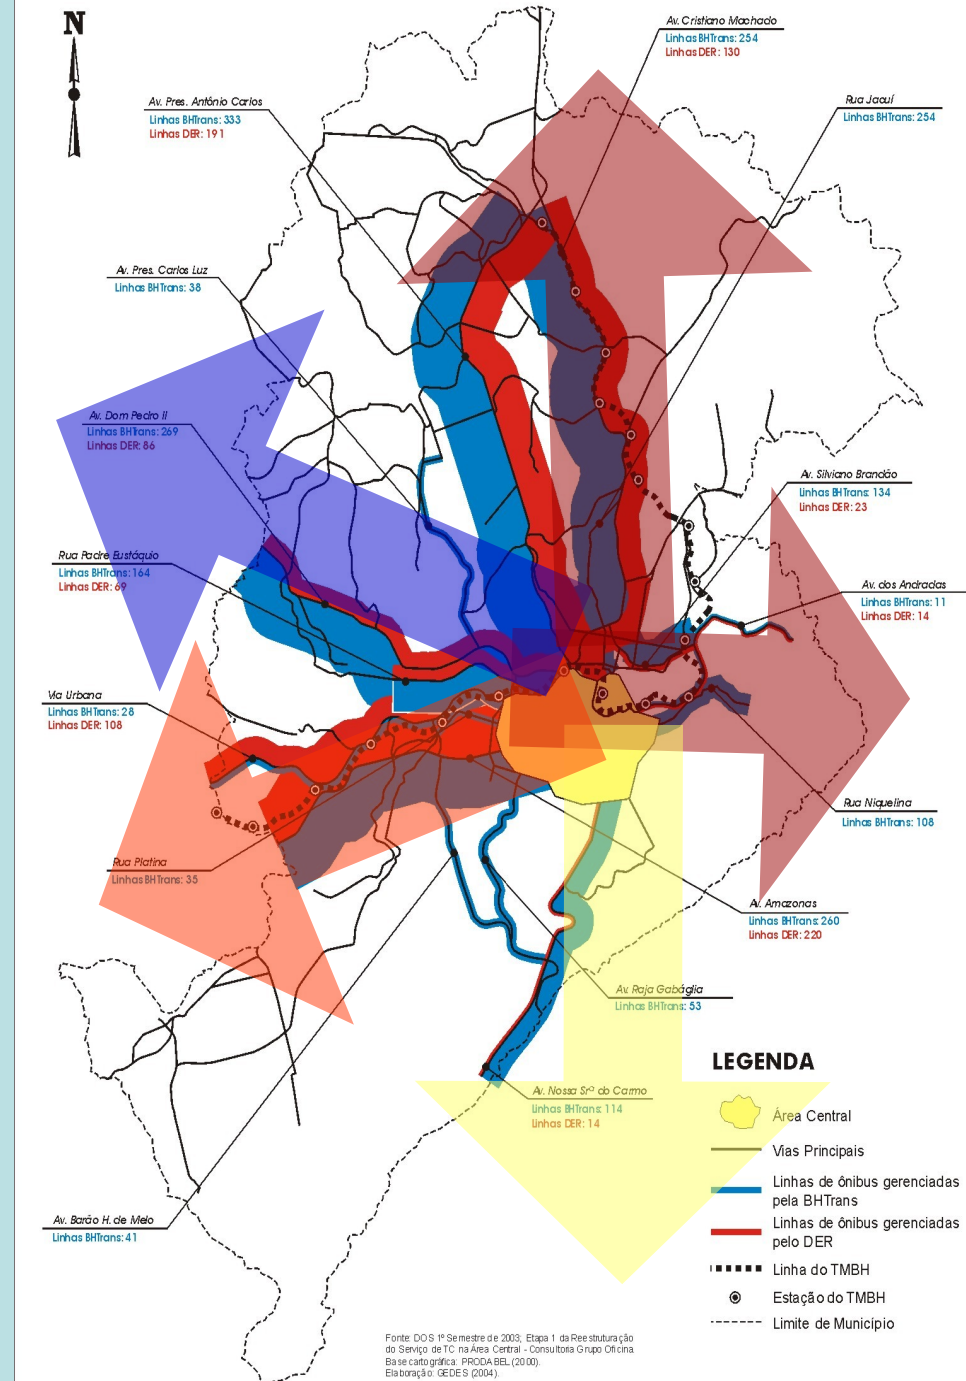 N
Av. Cristiano Machado
Linhas BHTrans: 254
Linhas DER: 130
Av. Pres. Antônio Carlos
Linhas BHTrans: 333
Linhas DER: 191
Rua Jacuí
Linhas BHTrans: 254
Av. Pres. Carlos Luz
Linhas BHTrans: 38
Av. Dom Pedro II
Linhas BHTrans: 269
Linhas DER: 86
Av. Silviano Brandão
Linhas BHTrans: 134
Linhas DER: 23
Rua Padre Eustáquio
Linhas BHTrans: 164
Linhas DER: 69
Av. dos Andradas
Linhas BHTrans: 11
Linhas DER: 14
Via Urbana
Linhas BHTrans: 28
Linhas DER: 108
Rua Niquelina
Linhas BHTrans: 108
Rua Platina
Linhas BHTrans: 35
Av. Amazonas
Linhas BHTrans: 260
Linhas DER: 220
Av. Raja Gabáglia
Linhas BHTrans: 53
Av. Nossa Srª do Carmo
Linhas BHTrans: 114
Linhas DER: 14
Av. Barão H. de Melo
Linhas BHTrans: 41
LEGENDA
Área Central
Vias Principais
Linhas de ônibus gerenciadas
pela BHTrans
Linhas de ônibus gerenciadas
pelo DER
Linha do TMBH
Estação do TMBH
Limite de Município
Fonte: DOS 1º Semestre de 2003; Etapa 1 da Reestruturação
do Serviço de TC na Área Central - Consultoria Grupo Oficina.
Base cartográfica: PRODABEL (2000).
Elaboração: GEDES (2004).